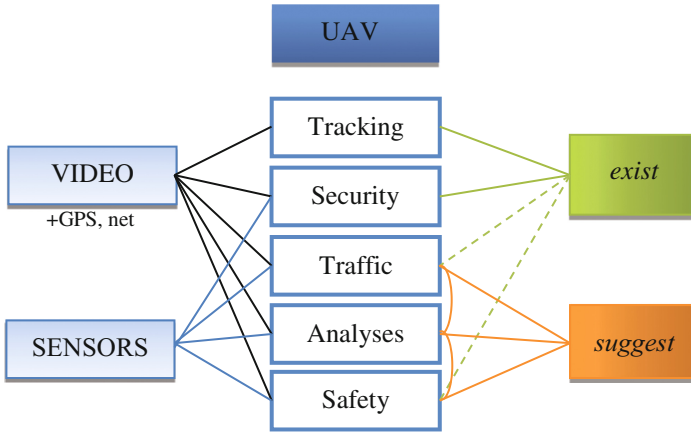 UAV
Tracking
VIDEO
+GPS, net
Security
Traffic
Analyses
SENSORS
Safety
exist
suggest